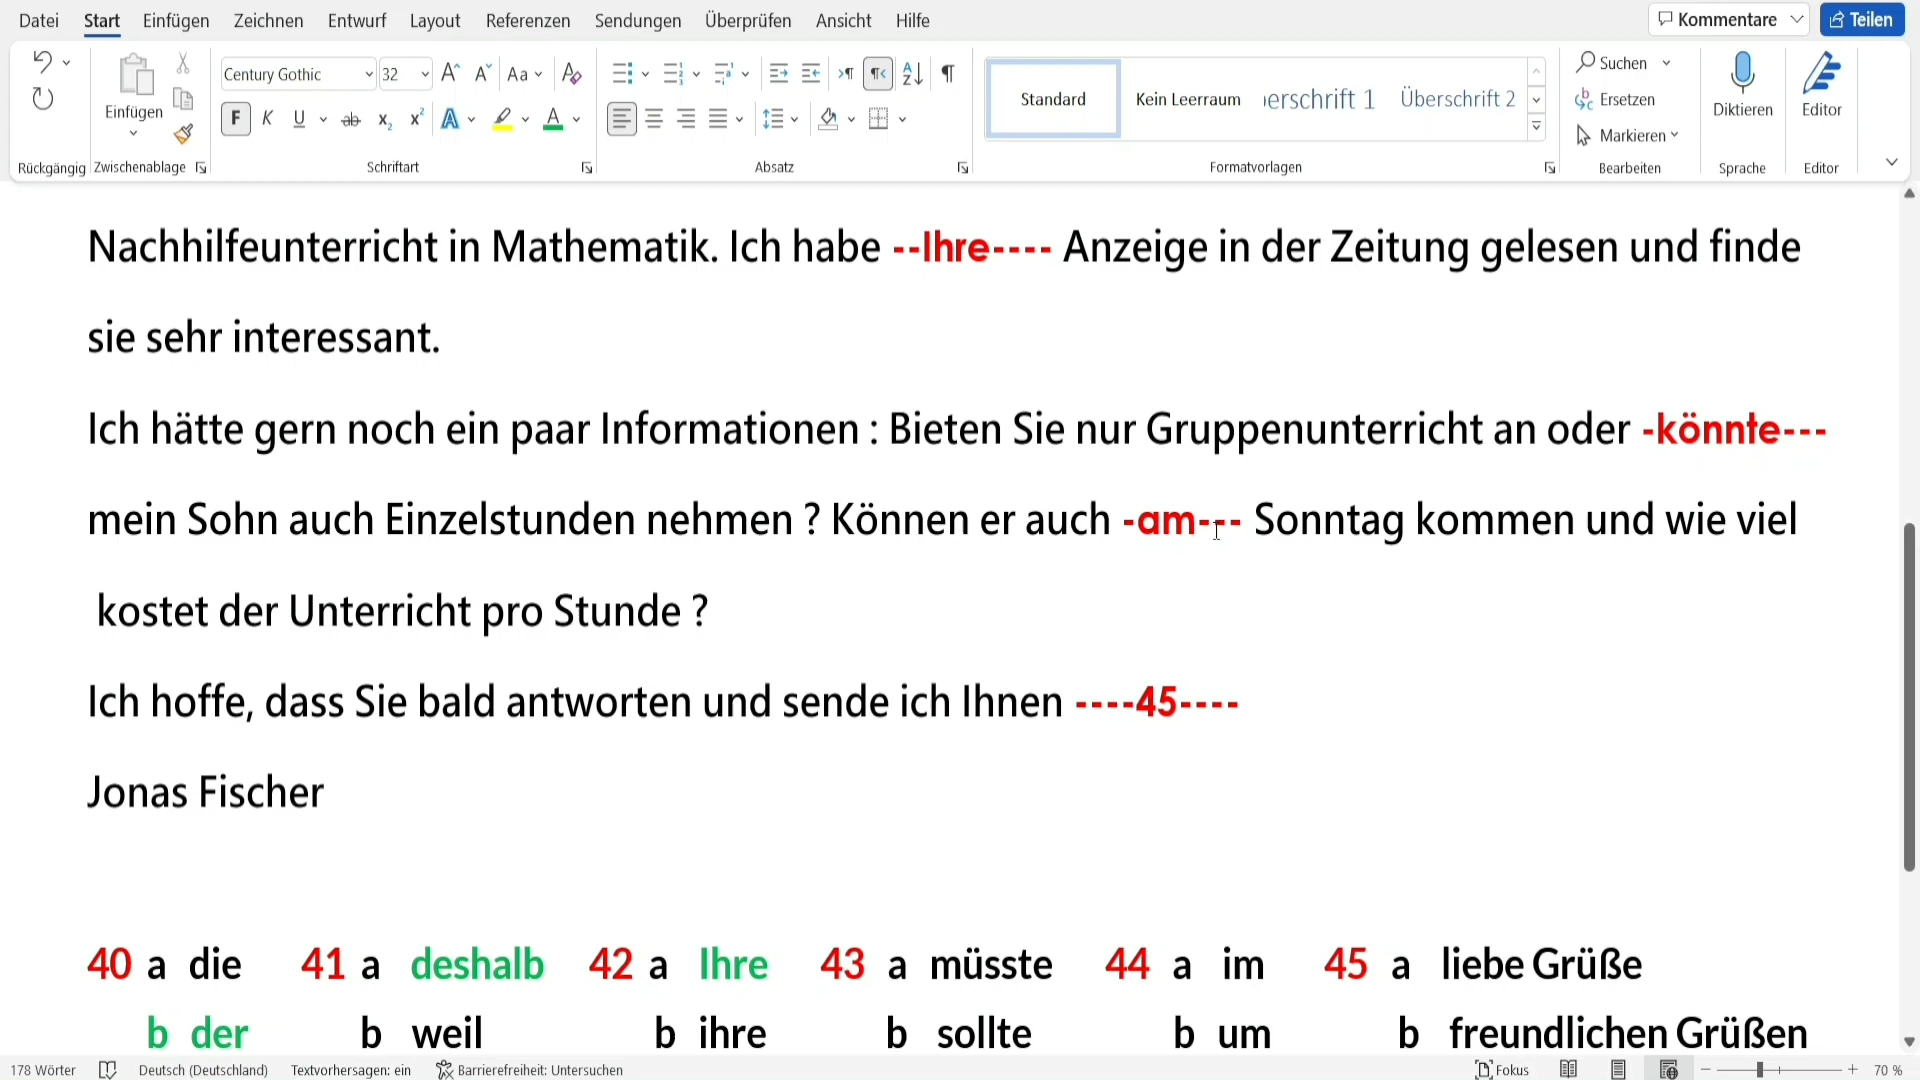 Datei Start Einfügen Zeichnen Entwurf Layout Referenzen Sendungen Überprüfen Ansicht Hilfe Kommentare Teilen
Century Gothic 32 Aa Suchen
Einfügen Standard Kein Leerraum erschrift 1 Überschrift 2 Ersetzen Diktieren Editor
F K U ab Markieren
Rückgängig Zwischenablage Schriftart Absatz Formatvorlagen Bearbeiten Sprache Editor
Nachhilfeunterricht in Mathematik. Ich habe --Ihre---- Anzeige in der Zeitung gelesen und finde
sie sehr interessant.
Ich hätte gern noch ein paar Informationen : Bieten Sie nur Gruppenunterricht an oder -könnte---
mein Sohn auch Einzelstunden nehmen ? Können er auch -am--- Sonntag kommen und wie viel
kostet der Unterricht pro Stunde ?
Ich hoffe, dass Sie bald antworten und sende ich Ihnen ----45----
Jonas Fischer
40 a die 41 a deshalb 42 a Ihre 43 a müsste 44 a im 45 a liebe Grüße
b der b weil b ihre b sollte b um b freundlichen Grüßen
178 Wörter Deutsch (Deutschland) Textvorhersagen: ein Barrierefreiheit: Untersuchen Fokus 70 %